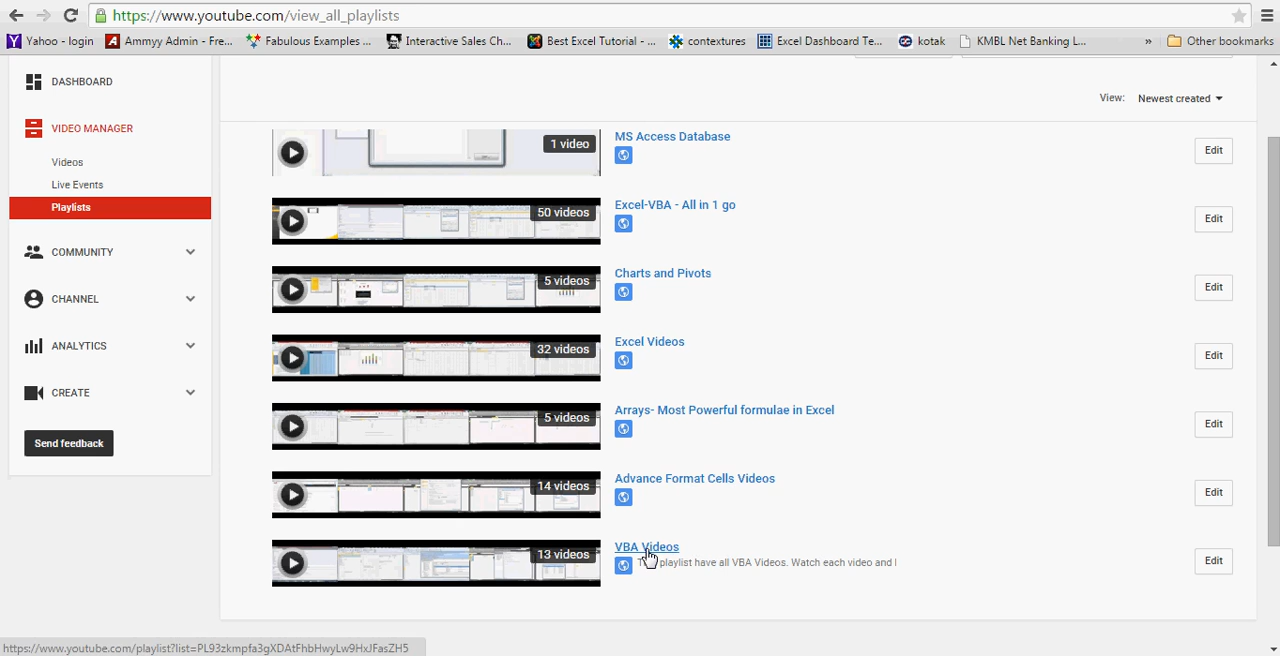 https://www.youtube.com/view_all_playlists
Yahoo - login
Ammyy Admin - Fre...
Fabulous Examples ...
Interactive Sales Ch...
Best Excel Tutorial - ...
contextures
Excel Dashboard Te...
kotak
KMBL Net Banking L...
»
Other bookmarks
DASHBOARD
VIDEO MANAGER
Videos
Live Events
Playlists
COMMUNITY
CHANNEL
ANALYTICS
CREATE
Send feedback
View: Newest created
1 video
MS Access Database
Edit
50 videos
Excel-VBA - All in 1 go
Edit
5 videos
Charts and Pivots
Edit
32 videos
Excel Videos
Edit
5 videos
Arrays- Most Powerful formulae in Excel
Edit
14 videos
Advance Format Cells Videos
Edit
13 videos
VBA Videos
playlist have all VBA Videos. Watch each video and l
Edit
https://www.youtube.com/playlist?list=PL93zkmpfa3gXDAtFhbHwyLw9HxJFasZH5